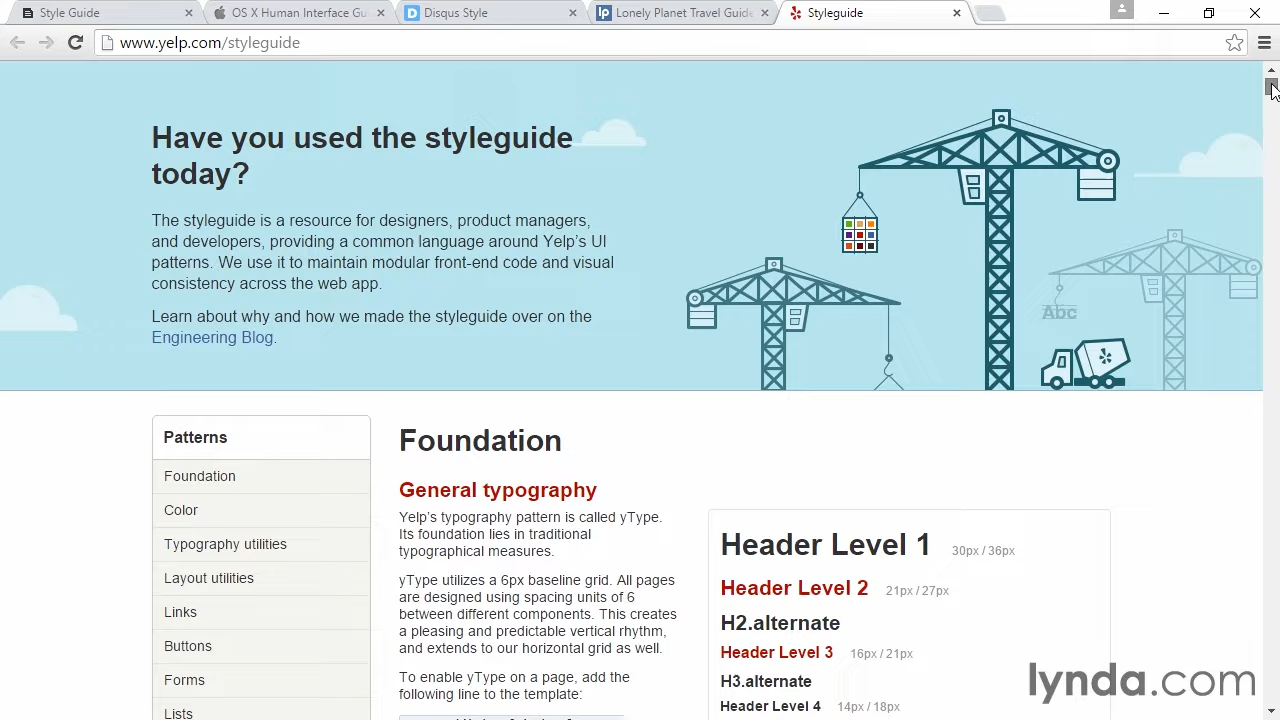 Style Guide
OS X Human Interface Gu
Disqus Style
lp
Lonely Planet Travel Guide
Styleguide
www.yelp.com/styleguide
Have you used the styleguide
today?
The styleguide is a resource for designers, product managers,
and developers, providing a common language around Yelp's UI
patterns. We use it to maintain modular front-end code and visual
consistency across the web app.
Learn about why and how we made the styleguide over on the
Engineering Blog.
Abc
Patterns
Foundation
Color
Typography utilities
Layout utilities
Links
Buttons
Forms
Lists
Foundation
General typography
Yelp's typography pattern is called yType.
Its foundation lies in traditional
typographical measures.
yType utilizes a 6px baseline grid. All pages
are designed using spacing units of 6
between different components. This creates
a pleasing and predictable vertical rhythm,
and extends to our horizontal grid as well.
To enable yType on a page, add the
following line to the template:
Header Level 1 30px / 36px
Header Level 2 21px / 27px
H2.alternate
Header Level 3 16px / 21px
H3.alternate
Header Level 4 14px / 18px
lynda.com